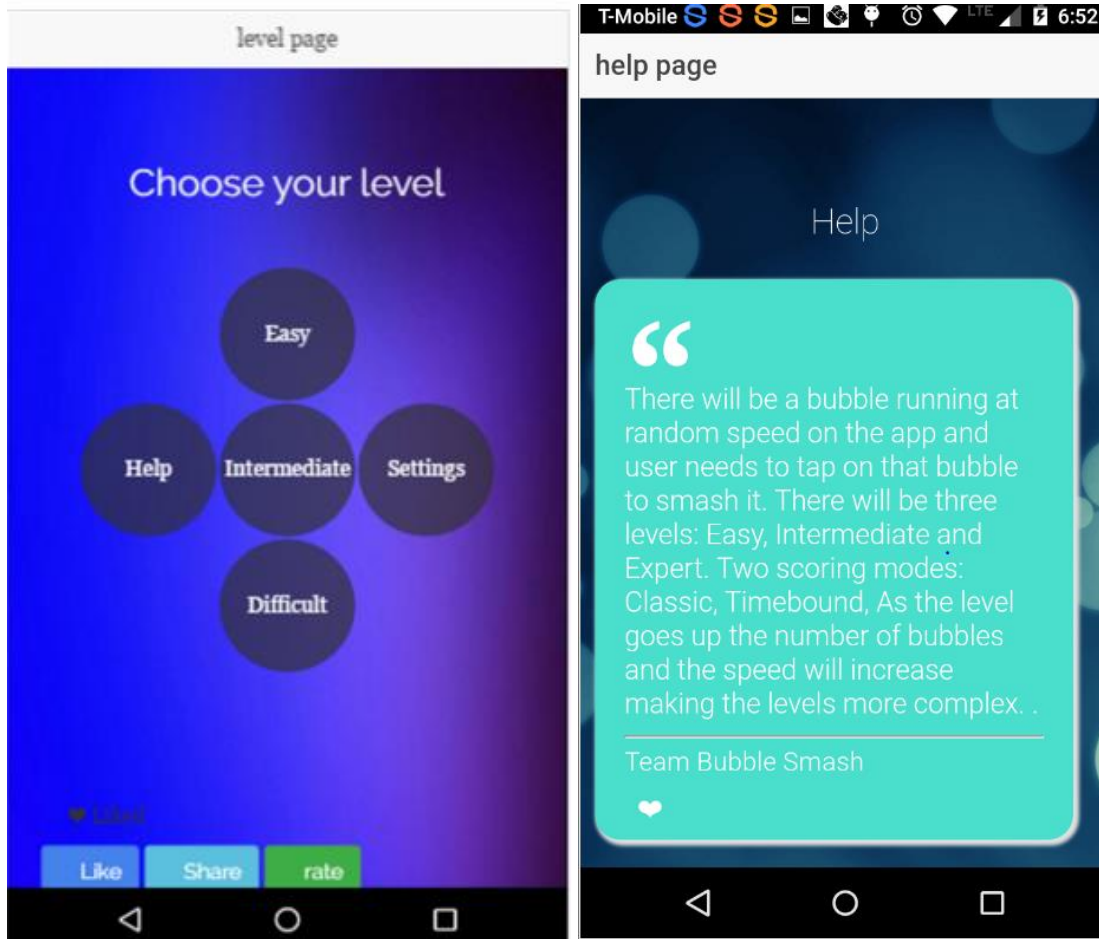 level page
Choose your level
Easy
Help
Intermediate
Settings
Difficult
❤ Liked
Like
Share
rate
T-Mobile LTE 6:52
help page
Help
“
There will be a bubble running at
random speed on the app and
user needs to tap on that bubble
to smash it. There will be three
levels: Easy, Intermediate and
Expert. Two scoring modes:
Classic, Timebound, As the level
goes up the number of bubbles
and the speed will increase
making the levels more complex. .
Team Bubble Smash